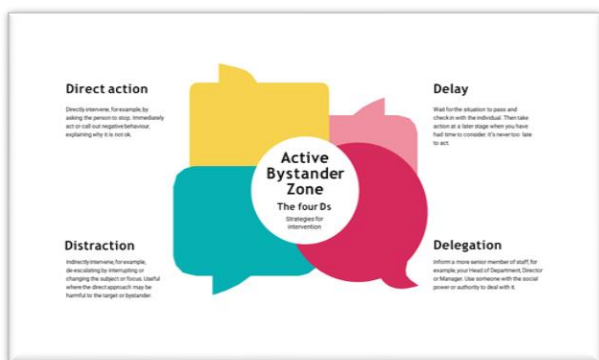 Direct action
Directly intervene, for example, by
asking the person to stop. Immediately
act or call out negative behaviour,
explaining why it is not ok.
Delay
Wait for the situation to pass and
check in with the individual. Then take
action at a later stage when you have
had time to consider. it's never too late
to act.
Active
Bystander
Zone
The four Ds
Strategies for
intervention
Distraction
Indirectly intervene, for example,
de-escalating by interrupting or
changing the subject or focus. Useful
where the direct approach may be
harmful to the target or bystander.
Delegation
Inform a more senior member of staff, for
example, your Head of Department, Director
or Manager. Use someone with the social
power or authority to deal with it.